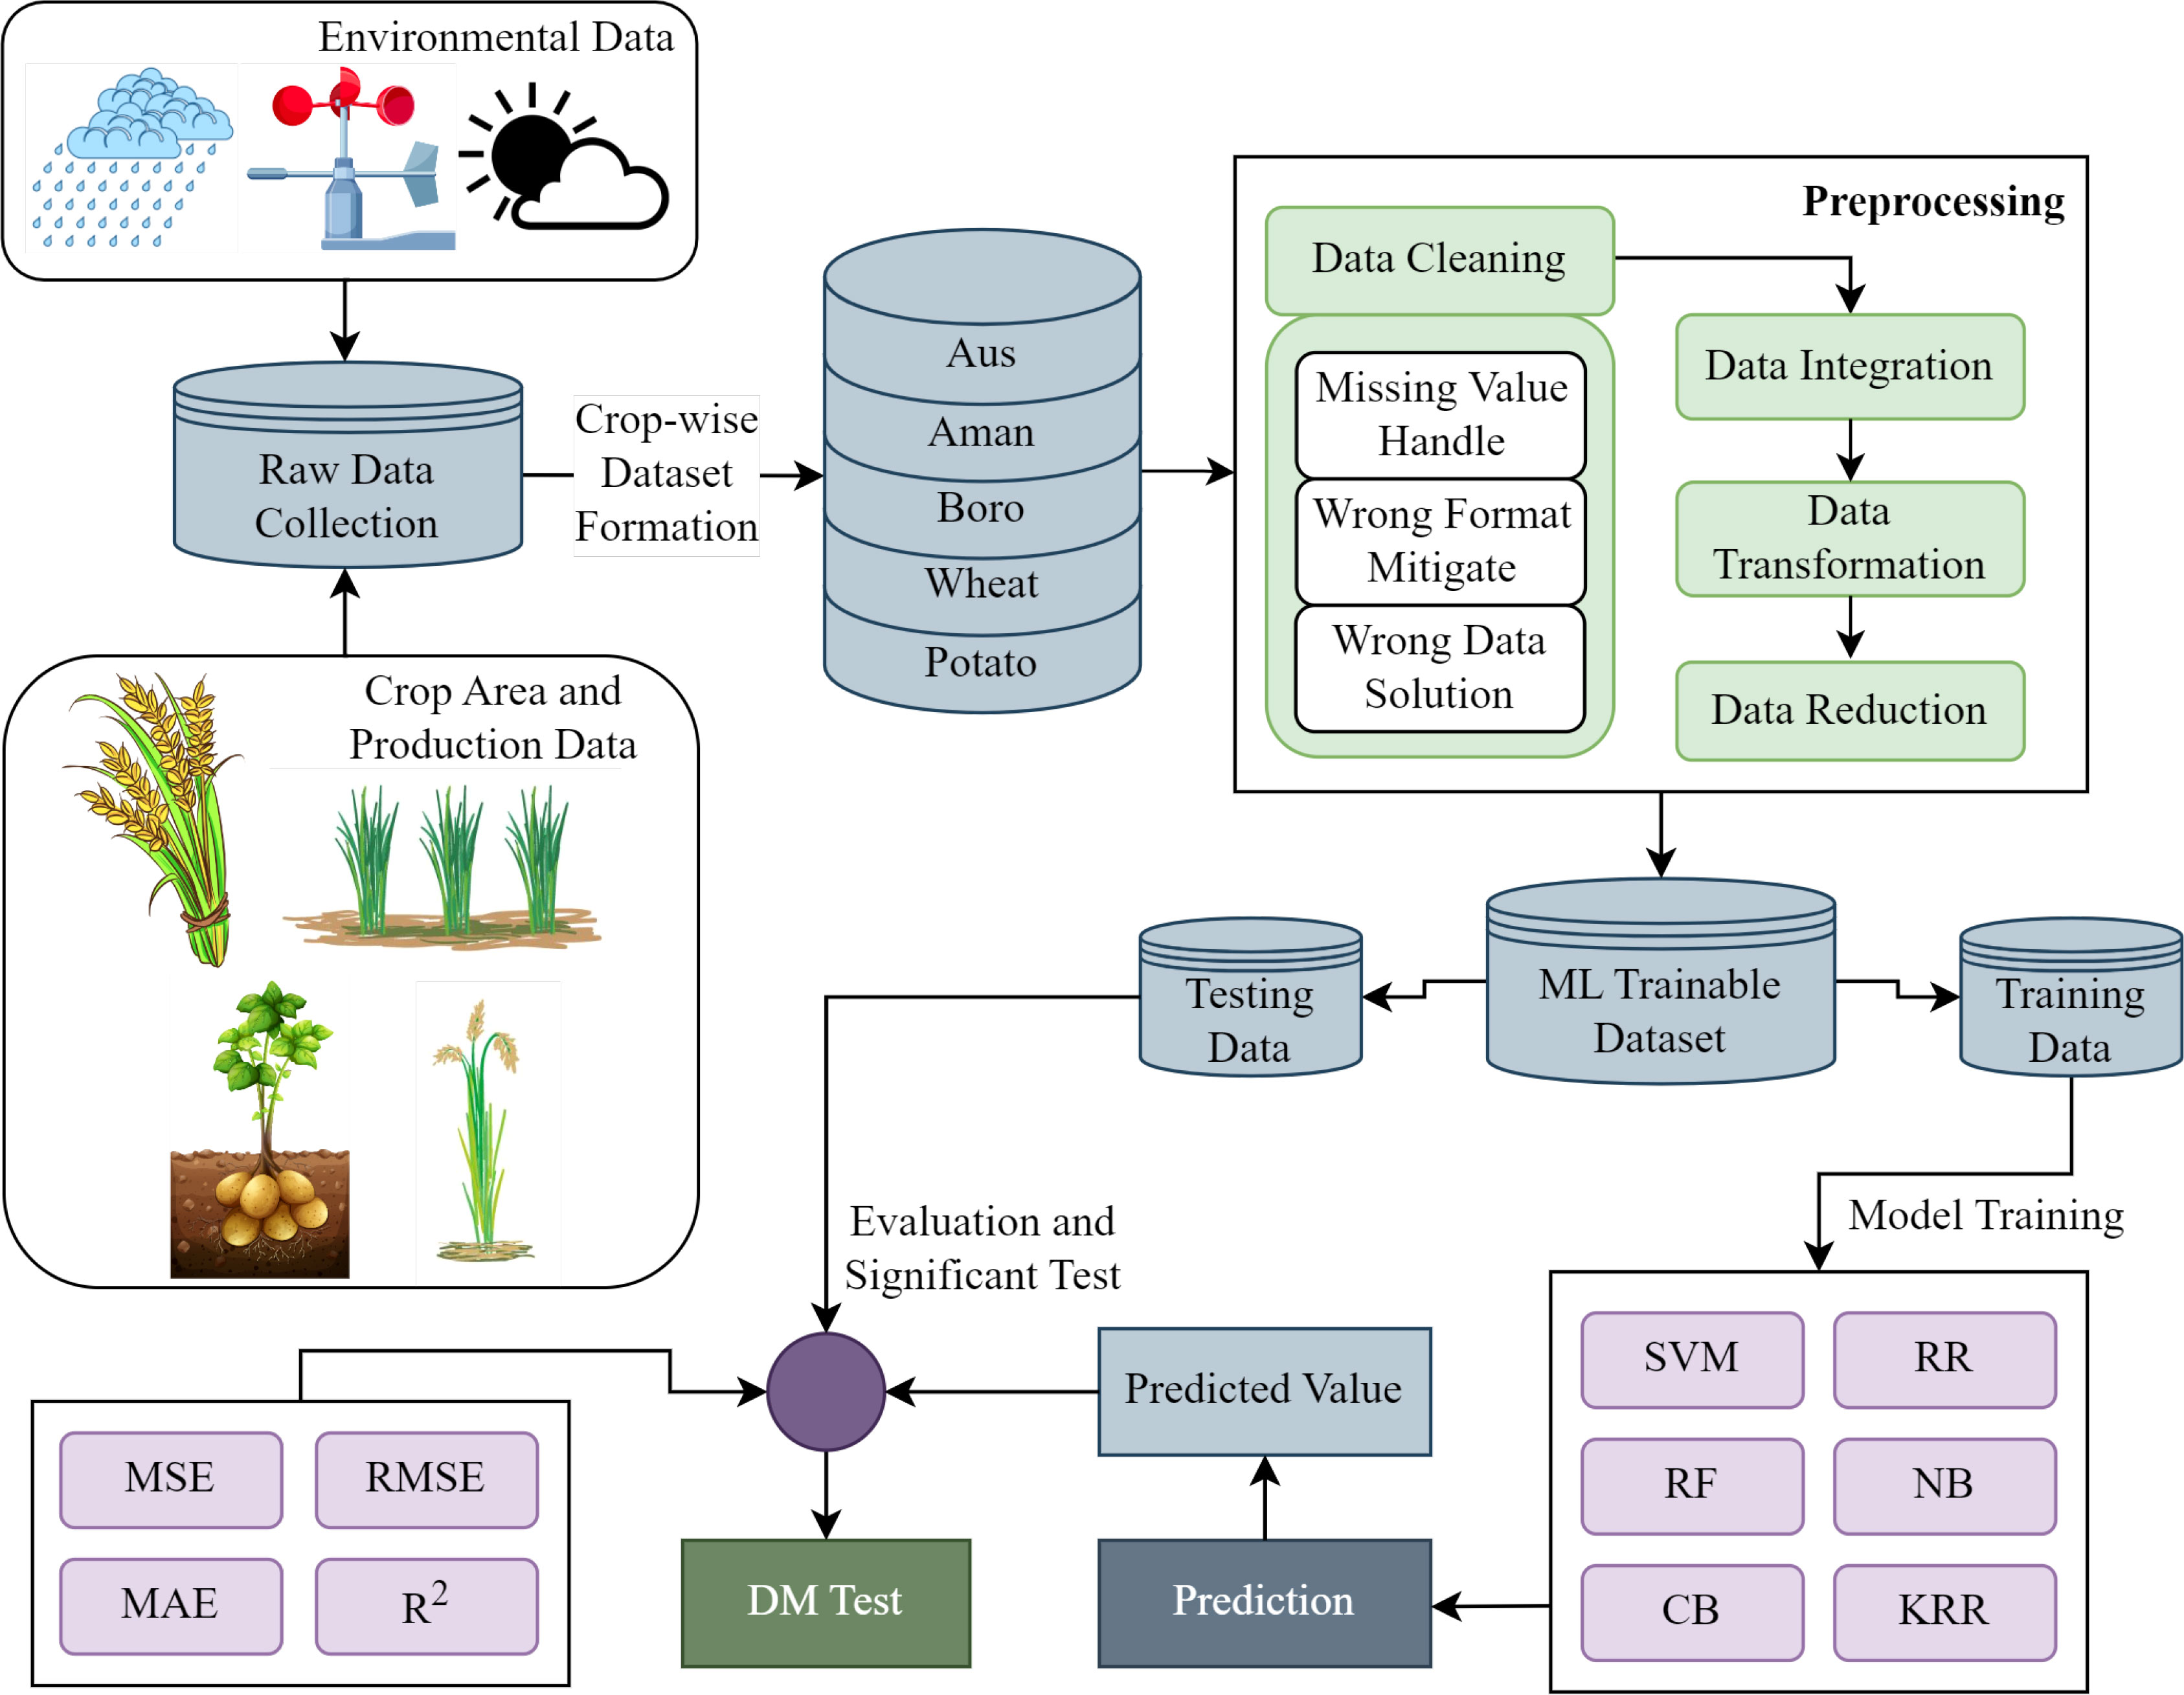 Environmental Data
Raw Data
Collection
Crop-wise
Dataset
Formation
Aus
Aman
Boro
Wheat
Potato
Preprocessing
Data Cleaning
Missing Value
Handle
Wrong Format
Mitigate
Wrong Data
Solution
Data Integration
Data
Transformation
Data Reduction
Crop Area and
Production Data
Testing
Data
ML Trainable
Dataset
Training
Data
Model Training
Evaluation and
Significant Test
SVM
RR
RF
NB
CB
KRR
Predicted Value
Prediction
DM Test
MSE
RMSE
MAE
R²